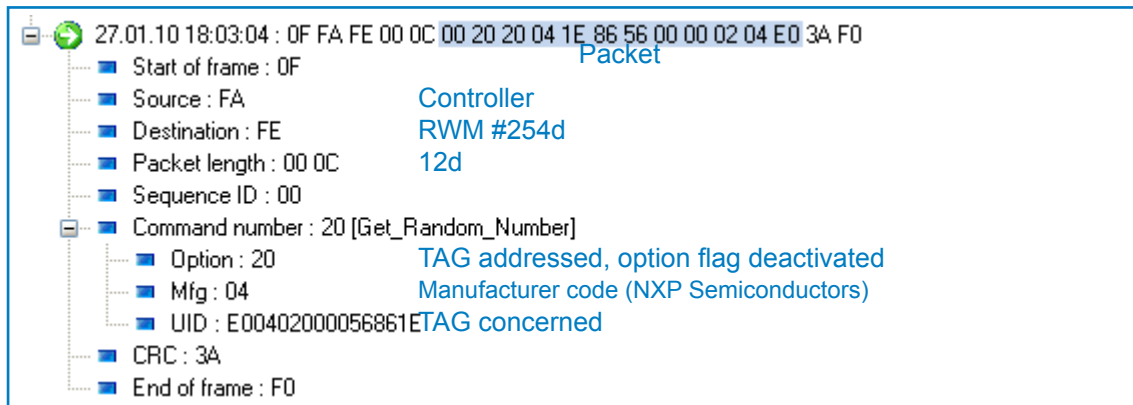 27.01.10 18:03:04 : 0F FA FE 00 0C 00 20 20 04 1E 86 56 00 00 02 04 E0 3A F0
Packet
Start of frame : 0F
Source : FA Controller
Destination : FE RWM #254d
Packet length : 00 0C 12d
Sequence ID : 00
Command number : 20 [Get_Random_Number]
Option : 20 TAG addressed, option flag deactivated
Mfg : 04 Manufacturer code (NXP Semiconductors)
UID : E00402000056861E TAG concerned
CRC : 3A
End of frame : F0